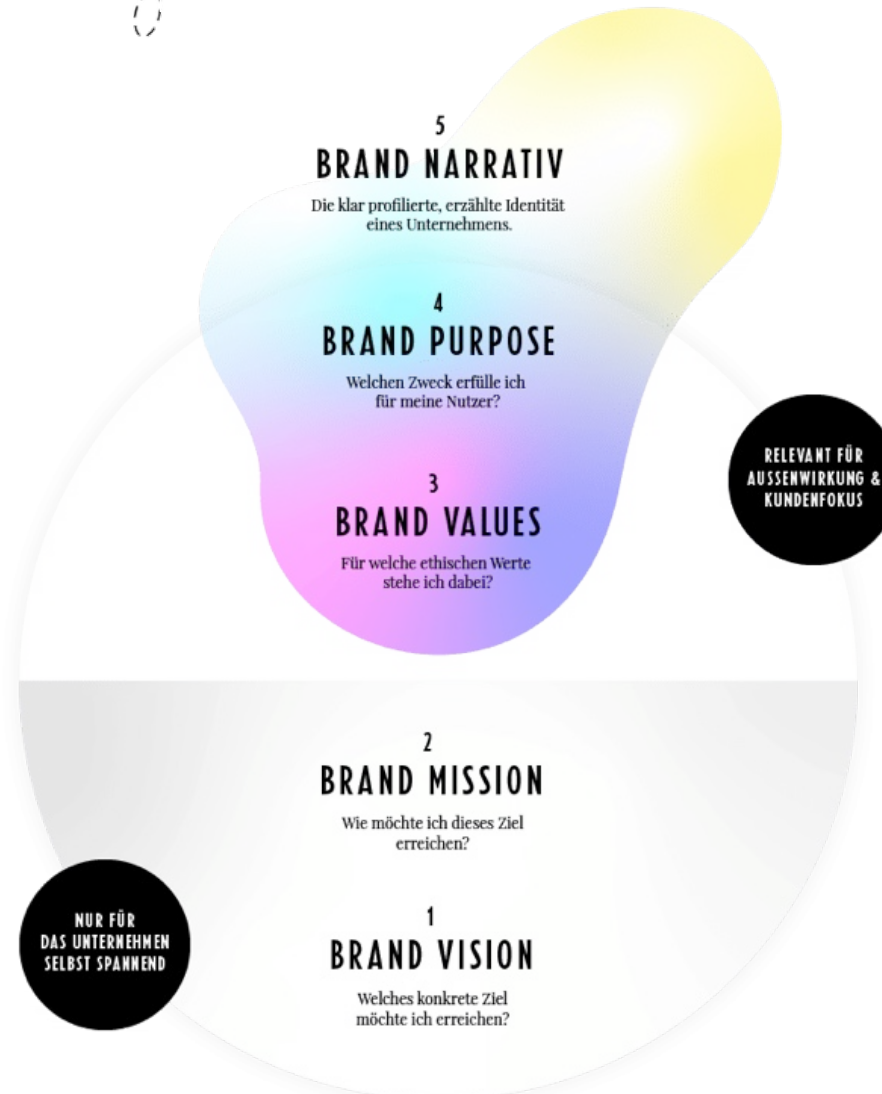 5
BRAND NARRATIV
Die klar profilierte, erzählte Identität
eines Unternehmens.
4
BRAND PURPOSE
Welchen Zweck erfülle ich
für meine Nutzer?
3
BRAND VALUES
Für welche ethischen Werte
stehe ich dabei?
RELEVANT FÜR
AUSSENWIRKUNG &
KUNDENFOKUS
2
BRAND MISSION
Wie möchte ich dieses Ziel
erreichen?
1
BRAND VISION
Welches konkrete Ziel
möchte ich erreichen?
NUR FÜR
DAS UNTERNEHMEN
SELBST SPANNEND